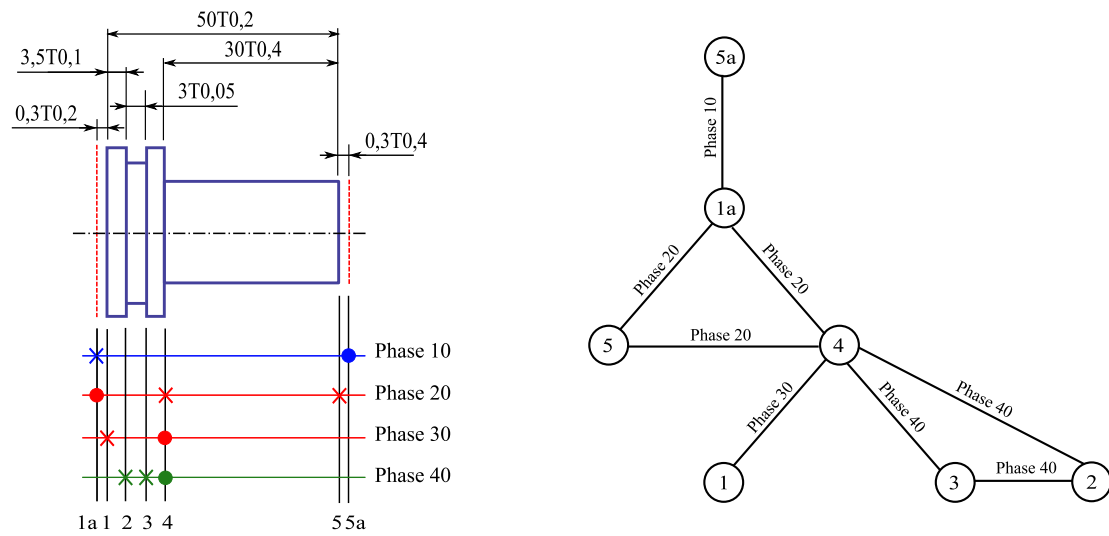 50T0,2
30T0,4
3,5T0,1
3T0,05
0,3T0,2
0,3T0,4
Phase 10
Phase 20
Phase 30
Phase 40
1a 1 2 3 4 5 5a
5a
Phase 10
1a
Phase 20
Phase 20
5
Phase 20
4
Phase 30
Phase 40
Phase 40
1
3
Phase 40
2